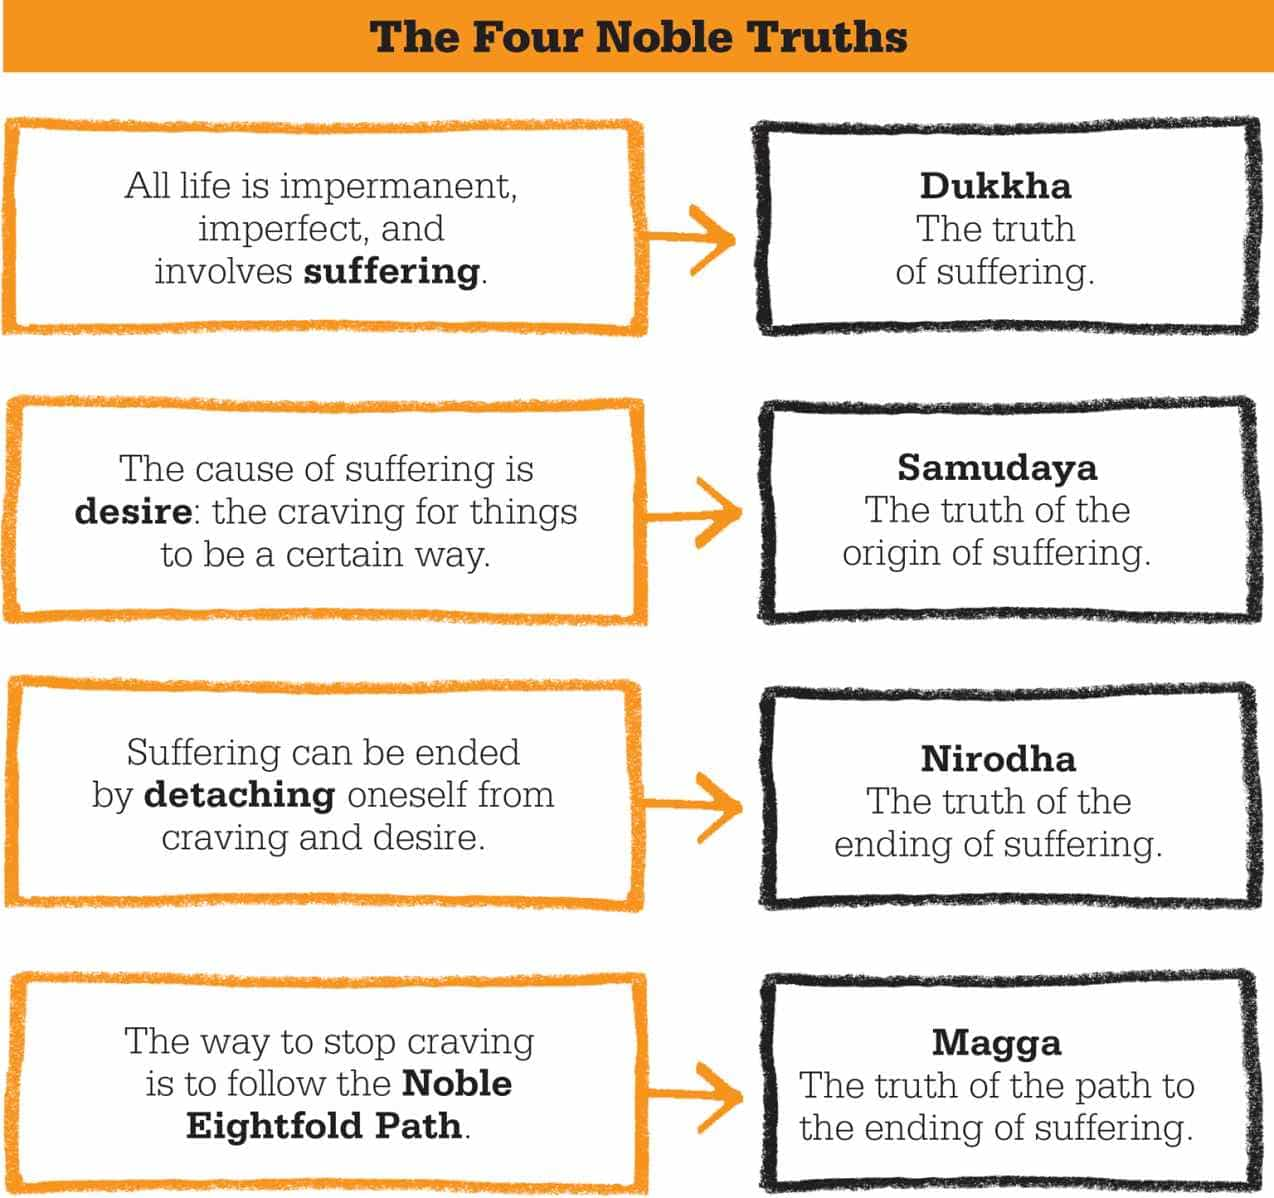 The Four Noble Truths
All life is impermanent,
imperfect, and
involves suffering.
Dukkha
The truth
of suffering.
The cause of suffering is
desire: the craving for things
to be a certain way.
Samudaya
The truth of the
origin of suffering.
Suffering can be ended
by detaching oneself from
craving and desire.
Nirodha
The truth of the
ending of suffering.
The way to stop craving
is to follow the Noble
Eightfold Path.
Magga
The truth of the path to
the ending of suffering.